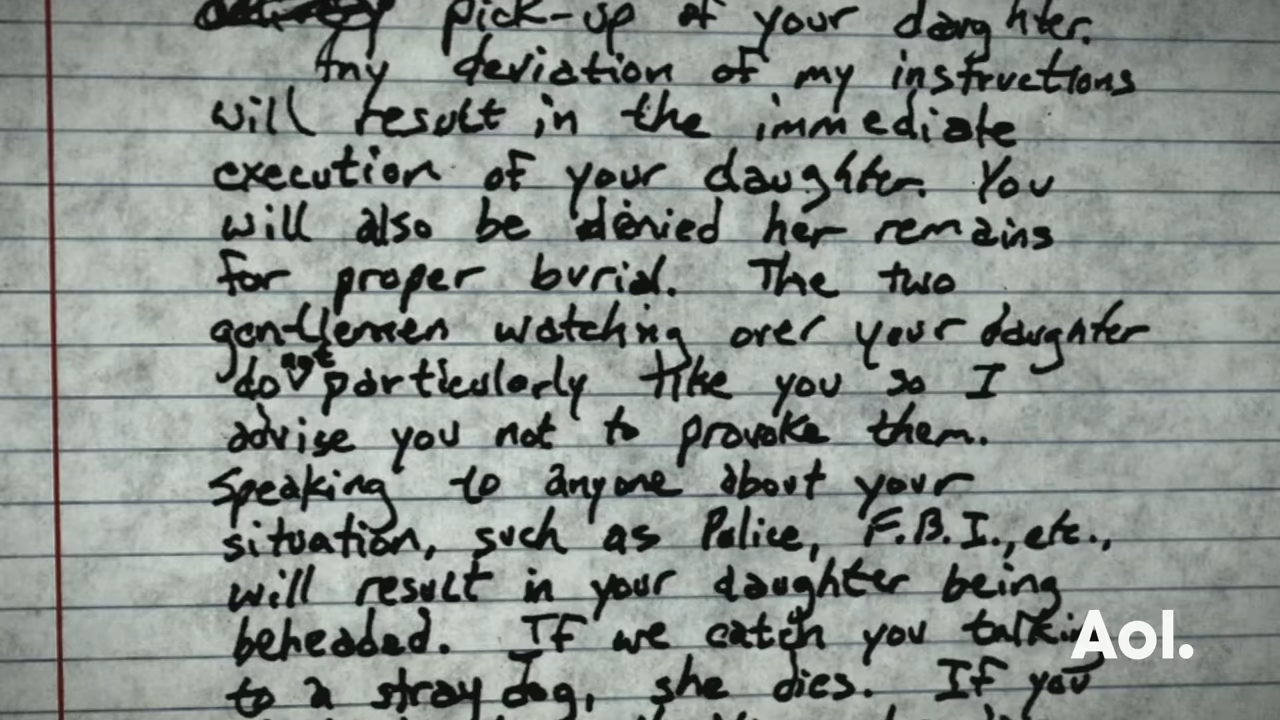 pick-up of your daughter.
Any deviation of my instructions
will result in the immediate
execution of your daughter. You
will also be denied her remains
for proper burial. The two
gentlemen watching over your daughter
do not particularly like you so I
advise you not to provoke them.
Speaking to anyone about your
situation, such as Police, F.B.I., etc.,
will result in your daughter being
beheaded. If we catch you talking
to a stray dog, she dies. If you
Aol.